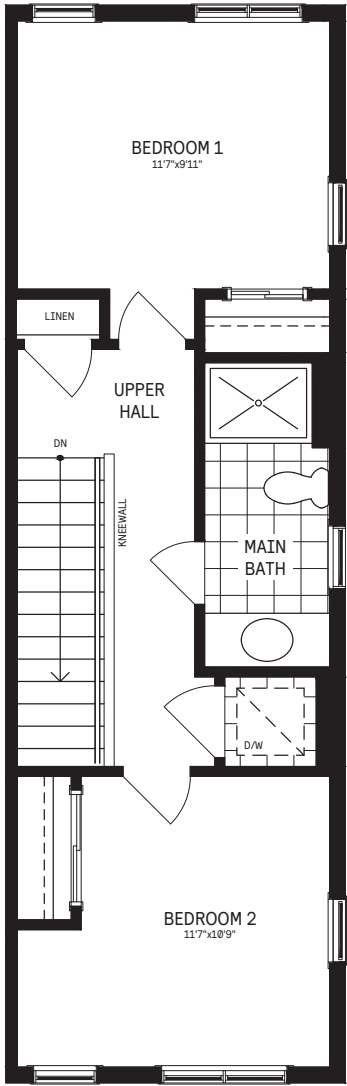 BEDROOM 1
11'7"x9'11"
LINEN
UPPER
HALL
DN
KNEEWALL
MAIN
BATH
D/W
BEDROOM 2
11'7"x10'9"